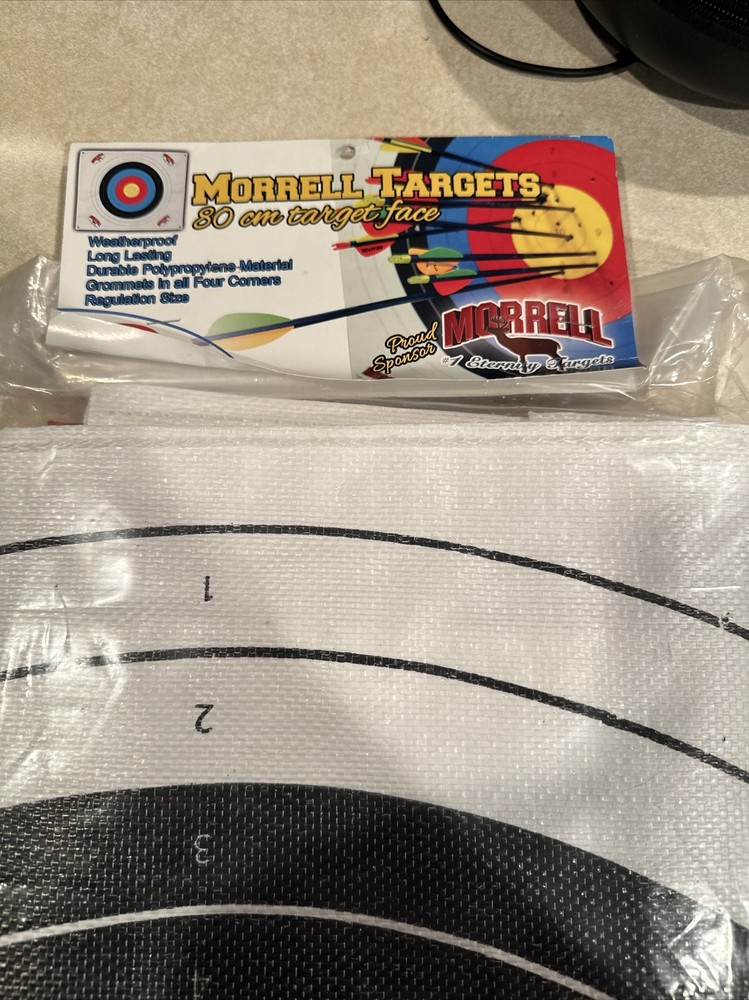 MORRELL TARGETS
80 cm target face
Weatherproof
Long Lasting
Durable Polypropylene Material
Grommets in all Four Corners
Regulation Size
Proud
Sponsor
MORRELL
#1 Eternity Targets
1
2
3
4